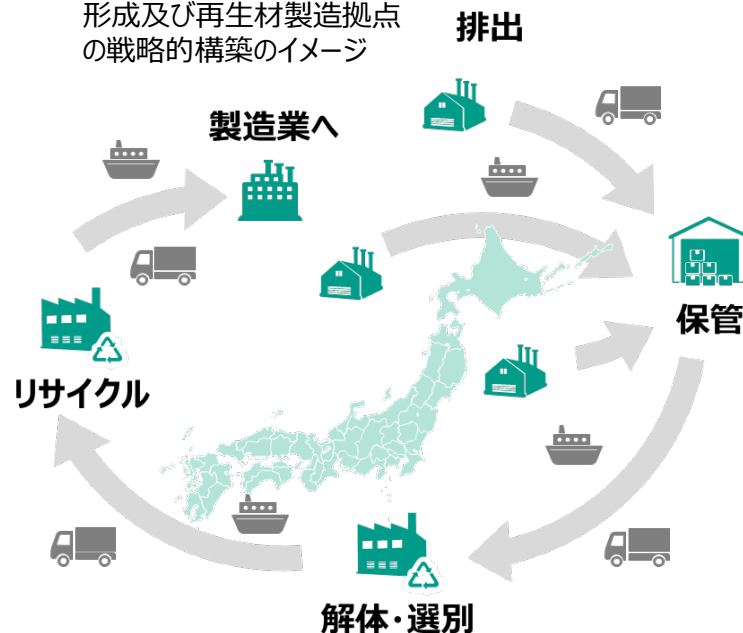 形成及び再生材製造拠点
の戦略的構築のイメージ
排出
製造業へ
保管
リサイクル
解体・選別